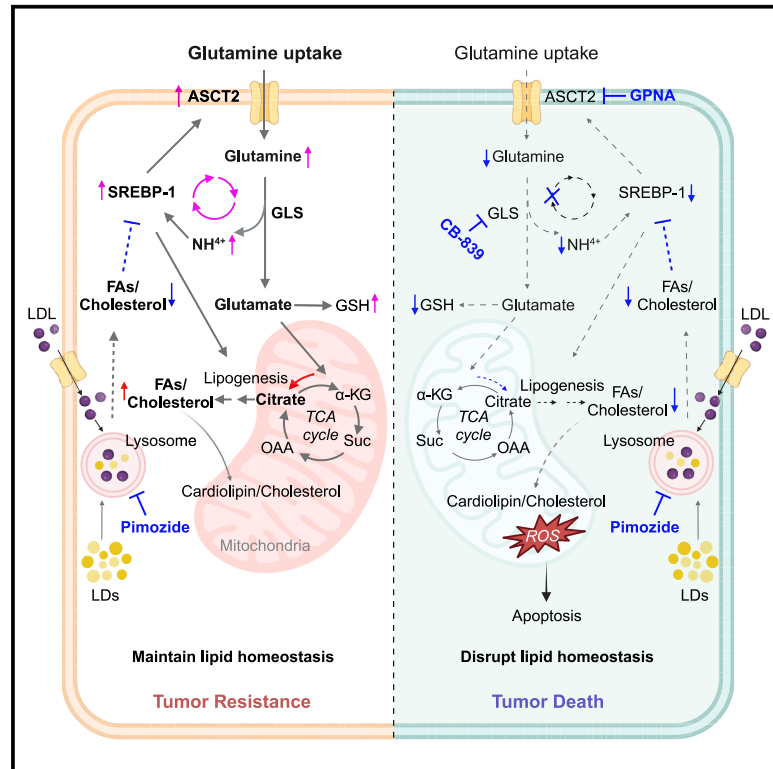 Glutamine uptake
ASCT2
Glutamine
SREBP-1
GLS
NH4+
FAs/
Cholesterol
Glutamate
GSH
LDL
Lipogenesis
FAs/
Cholesterol
Citrate
α-KG
TCA
cycle
OAA
Suc
Lysosome
Cardiolipin/Cholesterol
Pimozide
Mitochondria
LDs
Maintain lipid homeostasis
Tumor Resistance
Glutamine uptake
ASCT2
GPNA
Glutamine
SREBP-1
GLS
CB-839
NH4+
GSH
Glutamate
FAs/
Cholesterol
LDL
α-KG
Citrate
Lipogenesis
FAs/
Cholesterol
TCA
cycle
Suc
OAA
Lysosome
Cardiolipin/Cholesterol
ROS
Pimozide
Apoptosis
LDs
Disrupt lipid homeostasis
Tumor Death